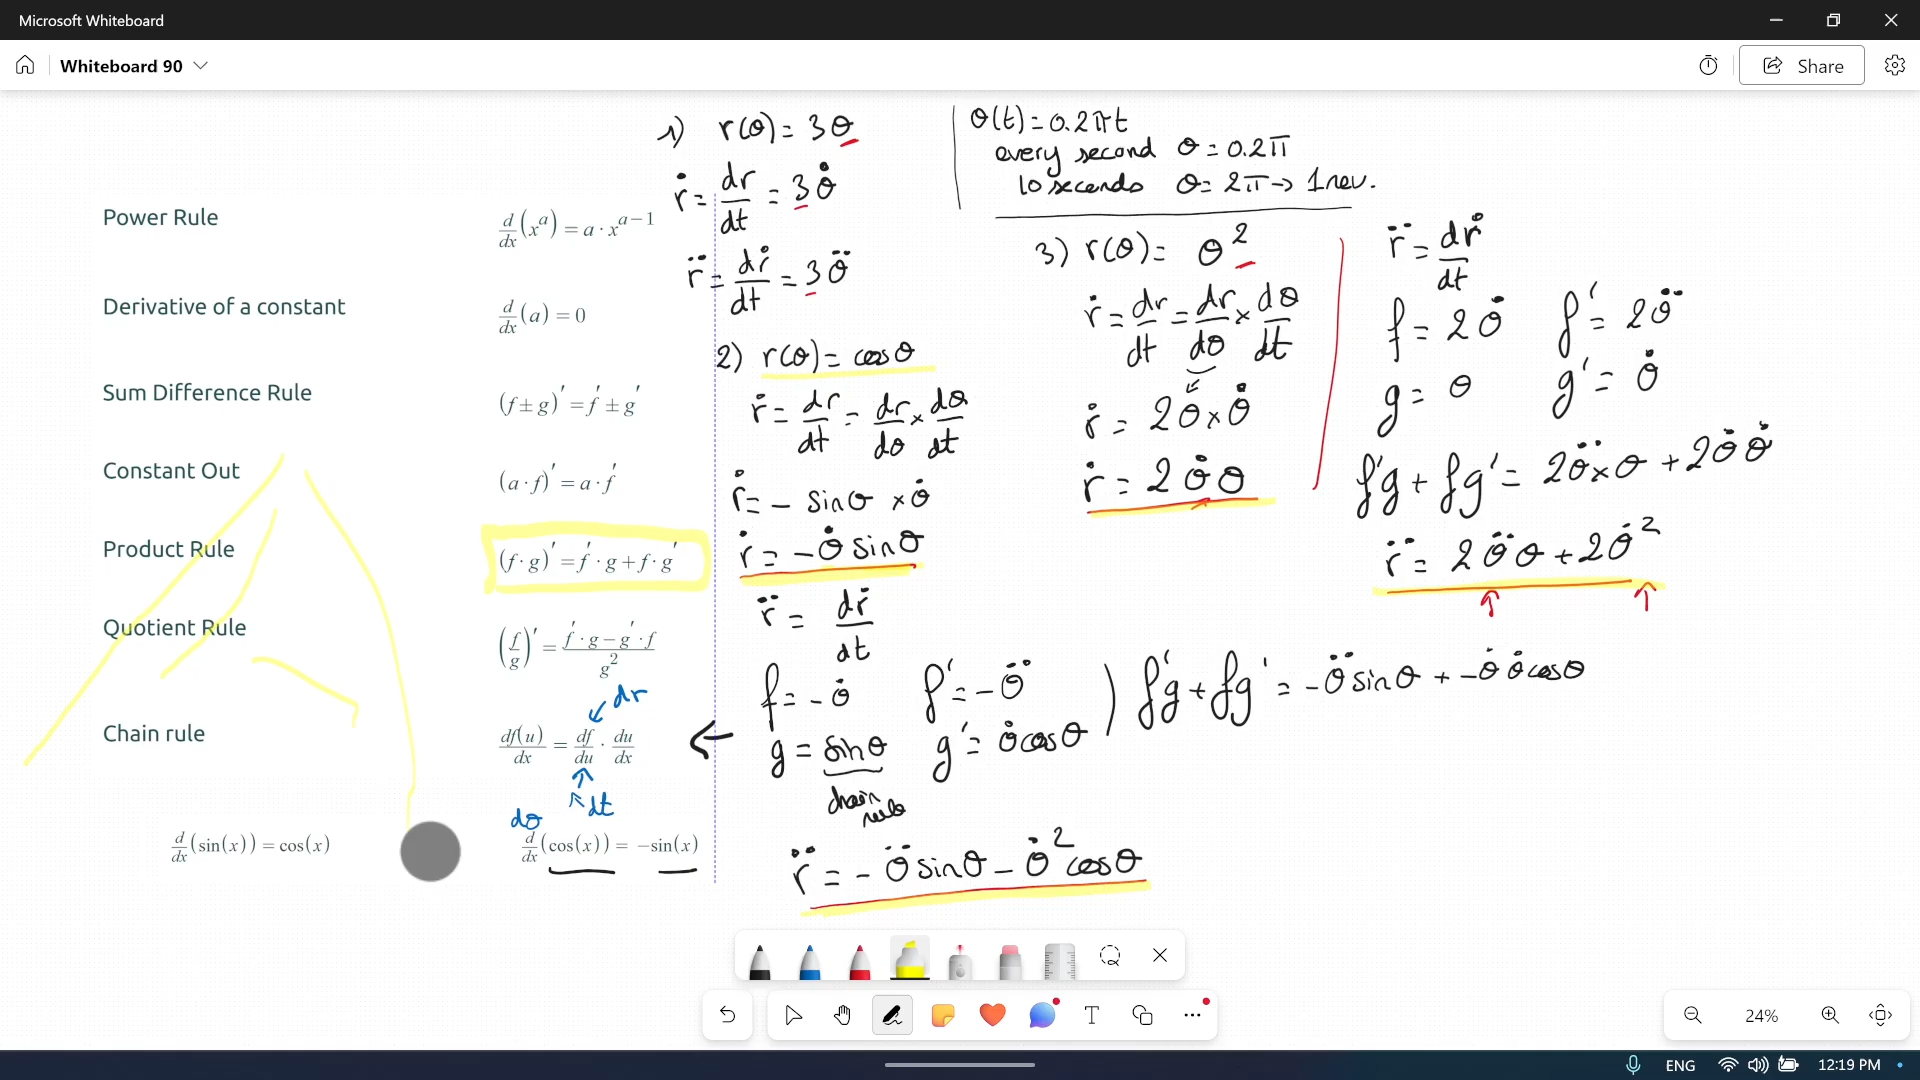 Microsoft Whiteboard
Whiteboard 90
Share
Power Rule
d/dx (x^a) = a · x^(a−1)
Derivative of a constant
d/dx (a) = 0
Sum Difference Rule
(f ± g)′ = f′ ± g′
Constant Out
(a · f)′ = a · f′
Product Rule
(f · g)′ = f′ · g + f · g′
Quotient Rule
(f/g)′ = (f′ · g − g′ · f)/g²
dr
Chain rule
df(u)/dx = df/du · du/dx
dθ
dt
d/dx (sin(x)) = cos(x)
d/dx (cos(x)) = −sin(x)
1) r(θ) = 3θ
ṙ = dr/dt = 3θ̇
r̈ = dṙ/dt = 3θ̈
2) r(θ) = cosθ
ṙ = dr/dt = dr/dθ × dθ/dt
ṙ = − sinθ × θ̇
ṙ = −θ̇ sinθ
r̈ = dṙ/dt
f = −θ̇
f′ = −θ̈
g = sinθ
g′ = θ̇cosθ
chain rule
f′g + fg′ = −θ̈ sinθ + −θ̇ θ̇cosθ
r̈ = − θ̈ sinθ − θ̇² cosθ
θ(t) = 0.2πt
every second θ = 0.2π
10 seconds θ = 2π → 1 rev.
3) r(θ) = θ²
ṙ = dr/dt = dr/dθ × dθ/dt
ṙ = 2θ × θ̇
ṙ = 2 θ̇ θ
r̈ = dṙ/dt
f = 2θ̇
f′ = 2θ̈
g = θ
g′ = θ̇
f′g + fg′ = 2θ̈ × θ + 2θ̇ θ̇
r̈ = 2θ̈ θ + 2θ̇²
24%
ENG
12:19 PM